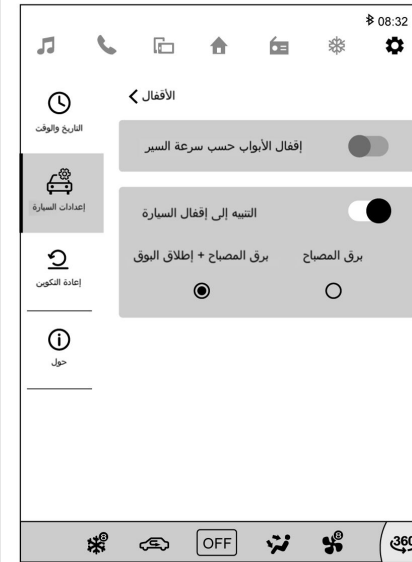 08:32
الأقفال
التاريخ والوقت
إقفال الأبواب حسب سرعة السير
إعدادات السيارة
التنبيه إلى إقفال السيارة
برق المصباح
برق المصباح + إطلاق البوق
إعادة التكوين
حول
OFF
360